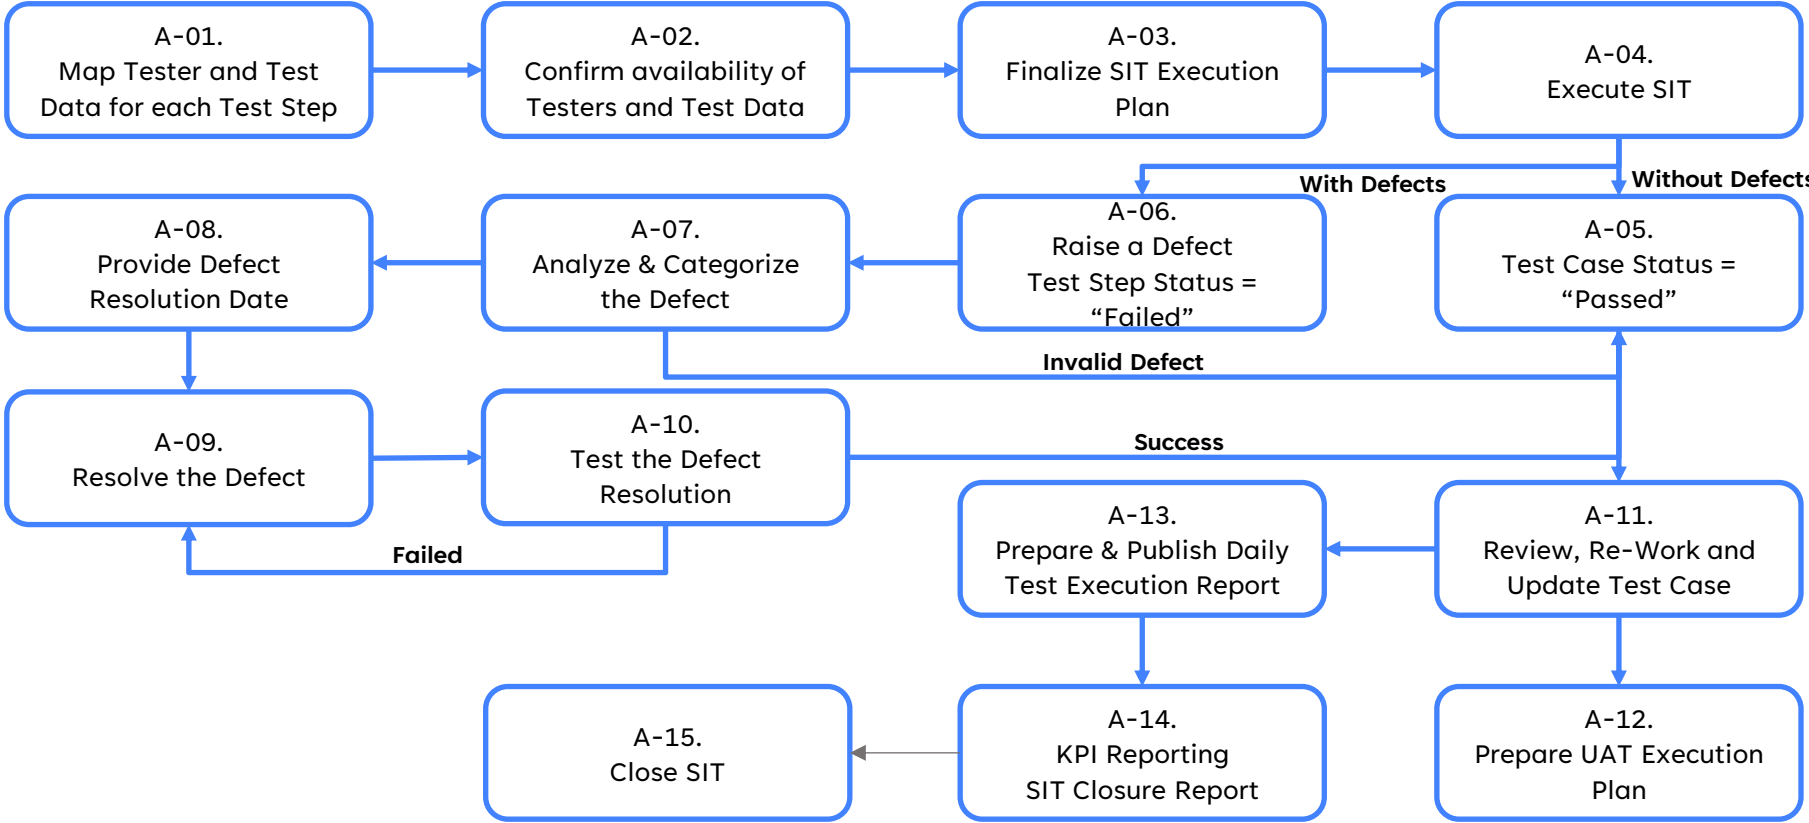 A-01.
Map Tester and Test
Data for each Test Step
A-02.
Confirm availability of
Testers and Test Data
A-03.
Finalize SIT Execution
Plan
A-04.
Execute SIT
With Defects
Without Defects
A-08.
Provide Defect
Resolution Date
A-07.
Analyze & Categorize
the Defect
A-06.
Raise a Defect
Test Step Status =
“Failed”
A-05.
Test Case Status =
“Passed”
Invalid Defect
A-09.
Resolve the Defect
A-10.
Test the Defect
Resolution
Success
Failed
A-13.
Prepare & Publish Daily
Test Execution Report
A-11.
Review, Re-Work and
Update Test Case
A-15.
Close SIT
A-14.
KPI Reporting
SIT Closure Report
A-12.
Prepare UAT Execution
Plan